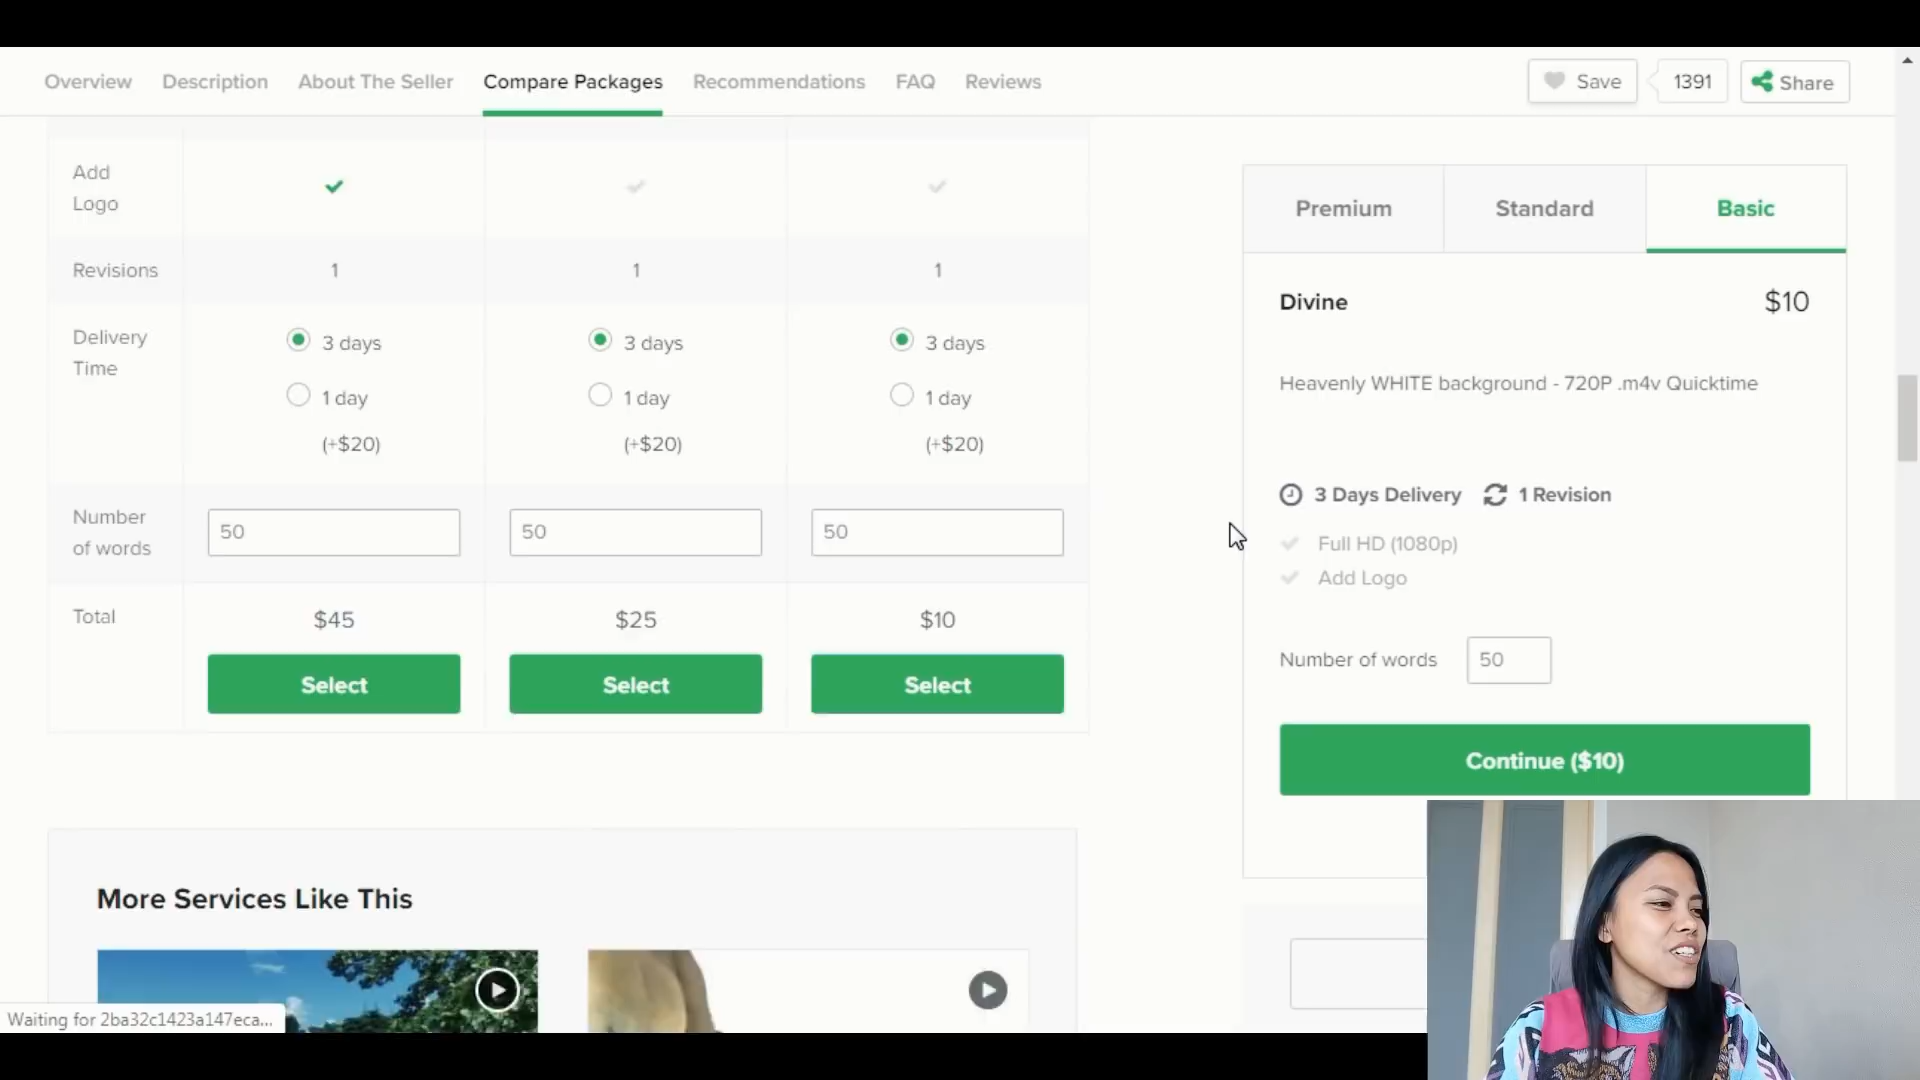 Overview Description About The Seller Compare Packages Recommendations FAQ Reviews Save 1391 Share
Add
Logo
Revisions 1 1 1
Delivery
Time
3 days 3 days 3 days
1 day 1 day 1 day
(+$20) (+$20) (+$20)
Number
of words
50 50 50
Total $45 $25 $10
Select Select Select
Premium Standard Basic
Divine $10
Heavenly WHITE background - 720P .m4v Quicktime
3 Days Delivery 1 Revision
Full HD (1080p)
Add Logo
Number of words 50
Continue ($10)
More Services Like This
Waiting for 2ba32c1423a147eca...